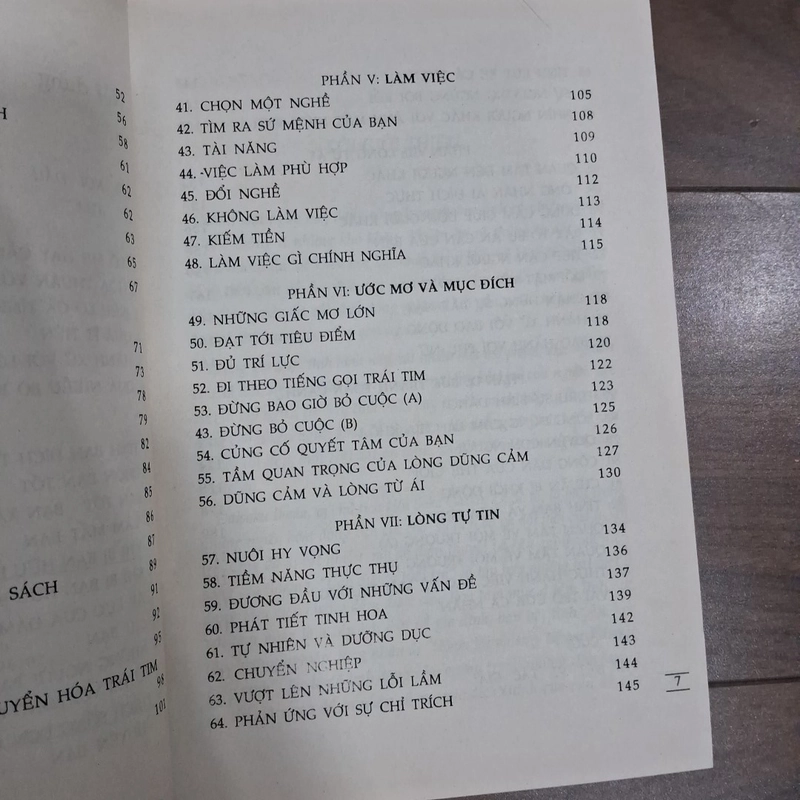 52
56
58
61
62
62
63
65
67
71
73
78
79
82
84
85
86
87
89
SÁCH
91
92
95
UYỂN HÓA TRÁI TIM
98
101
PHẦN V: LÀM VIỆC
41. CHỌN MỘT NGHỀ 105
42. TÌM RA SỨ MỆNH CỦA BẠN 108
43. TÀI NĂNG 109
44. VIỆC LÀM PHÙ HỢP 110
45. ĐỔI NGHỀ 112
46. KHÔNG LÀM VIỆC 113
47. KIẾM TIỀN 114
48. LÀM VIỆC GÌ CHÍNH NGHĨA 115
PHẦN VI: ƯỚC MƠ VÀ MỤC ĐÍCH
49. NHỮNG GIẤC MƠ LỚN 118
50. ĐẠT TỚI TIÊU ĐIỂM 118
51. ĐỦ TRÍ LỰC 120
52. ĐI THEO TIẾNG GỌI TRÁI TIM 122
53. ĐỪNG BAO GIỜ BỎ CUỘC (A) 123
43. ĐỪNG BỎ CUỘC (B) 125
54. CỦNG CỐ QUYẾT TÂM CỦA BẠN 126
55. TẦM QUAN TRỌNG CỦA LÒNG DŨNG CẢM 127
56. DŨNG CẢM VÀ LÒNG TỪ ÁI 130
PHẦN VII: LÒNG TỰ TIN
57. NUÔI HY VỌNG 134
58. TIỀM NĂNG THỰC THỤ 136
59. ĐƯƠNG ĐẦU VỚI NHỮNG VẤN ĐỀ 137
60. PHÁT TIẾT TINH HOA 139
61. TỰ NHIÊN VÀ DƯỠNG DỤC 142
62. CHUYỂN NGHIỆP 143
63. VƯỢT LÊN NHỮNG LỖI LẦM 144
64. PHẢN ỨNG VỚI SỰ CHỈ TRÍCH 145
7